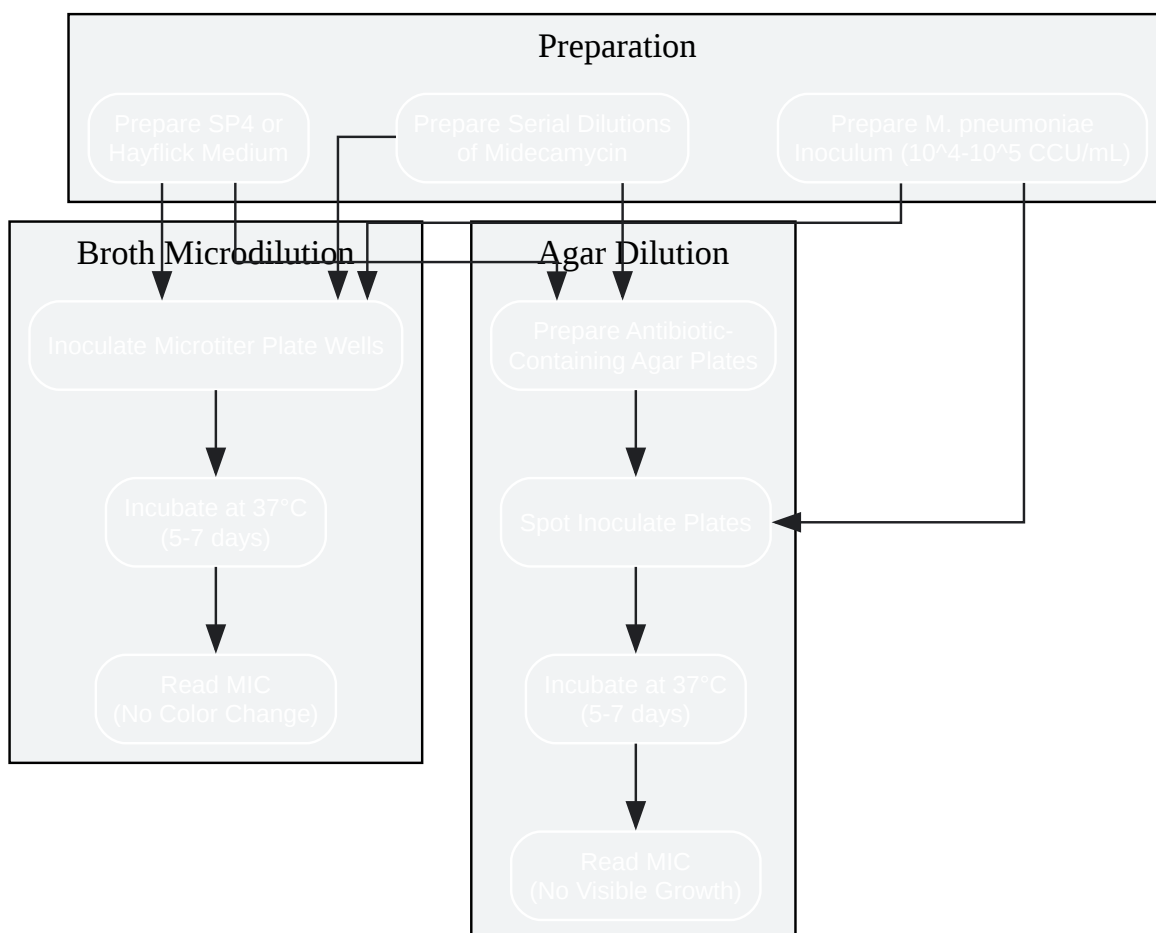 Preparation
Prepare SP4 or
Hayflick Medium
Prepare Serial Dilutions
of Midecamycin
Prepare M. pneumoniae
Inoculum (10^4-10^5 CCU/mL)
Broth Microdilution
Inoculate Microtiter Plate Wells
Incubate at 37°C
(5-7 days)
Read MIC
(No Color Change)
Agar Dilution
Prepare Antibiotic-
Containing Agar Plates
Spot Inoculate Plates
Incubate at 37°C
(5-7 days)
Read MIC
(No Visible Growth)